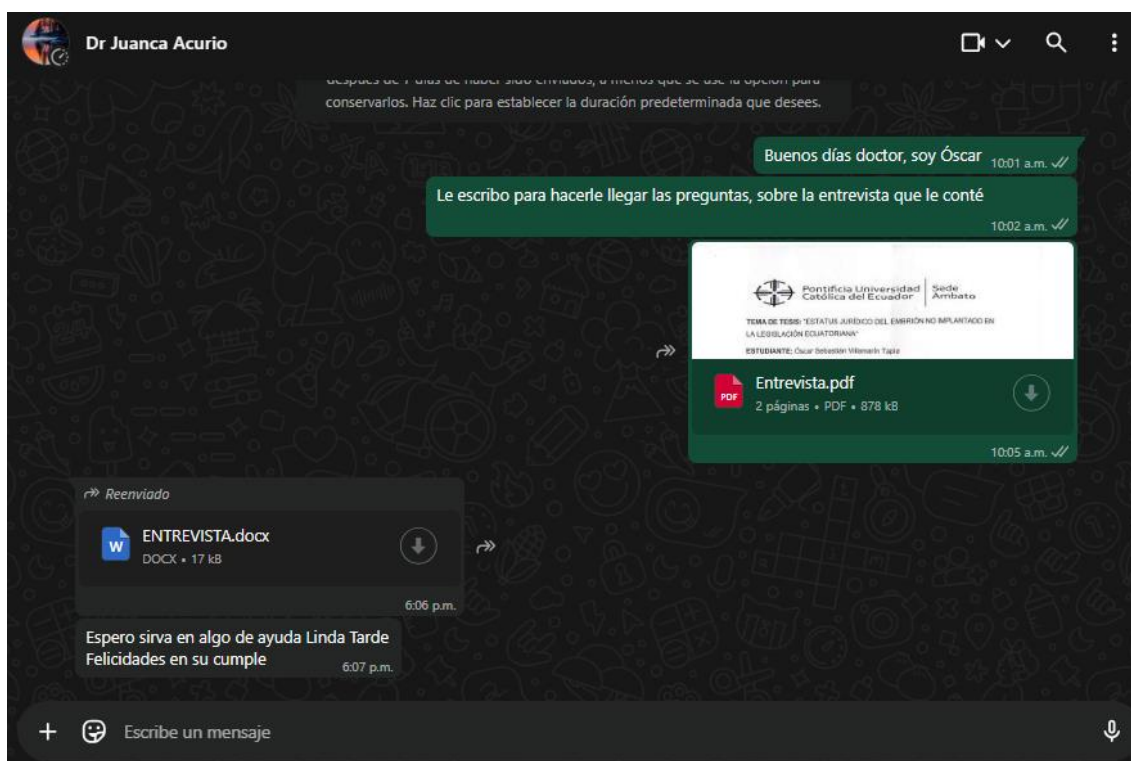 Dr Juanca Acurio
después de 7 días de haber sido enviados, a menos que se use la opción para
conservarlos. Haz clic para establecer la duración predeterminada que desees.
Buenos días doctor, soy Óscar 10:01 a.m.
Le escribo para hacerle llegar las preguntas, sobre la entrevista que le conté
10:02 a.m.
Pontificia Universidad
Católica del Ecuador
Sede
Ambato
TEMA DE TESIS: "ESTATUS JURÍDICO DEL EMBRIÓN NO IMPLANTADO EN
LA LEGISLACIÓN ECUATORIANA"
ESTUDIANTE: Oscar Sebastián Villamarín Tapia
PDF
Entrevista.pdf
2 páginas • PDF • 878 kB
10:05 a.m.
Reenviado
W
ENTREVISTA.docx
DOCX • 17 kB
6:06 p.m.
Espero sirva en algo de ayuda Linda Tarde
Felicidades en su cumple 6:07 p.m.
Escribe un mensaje